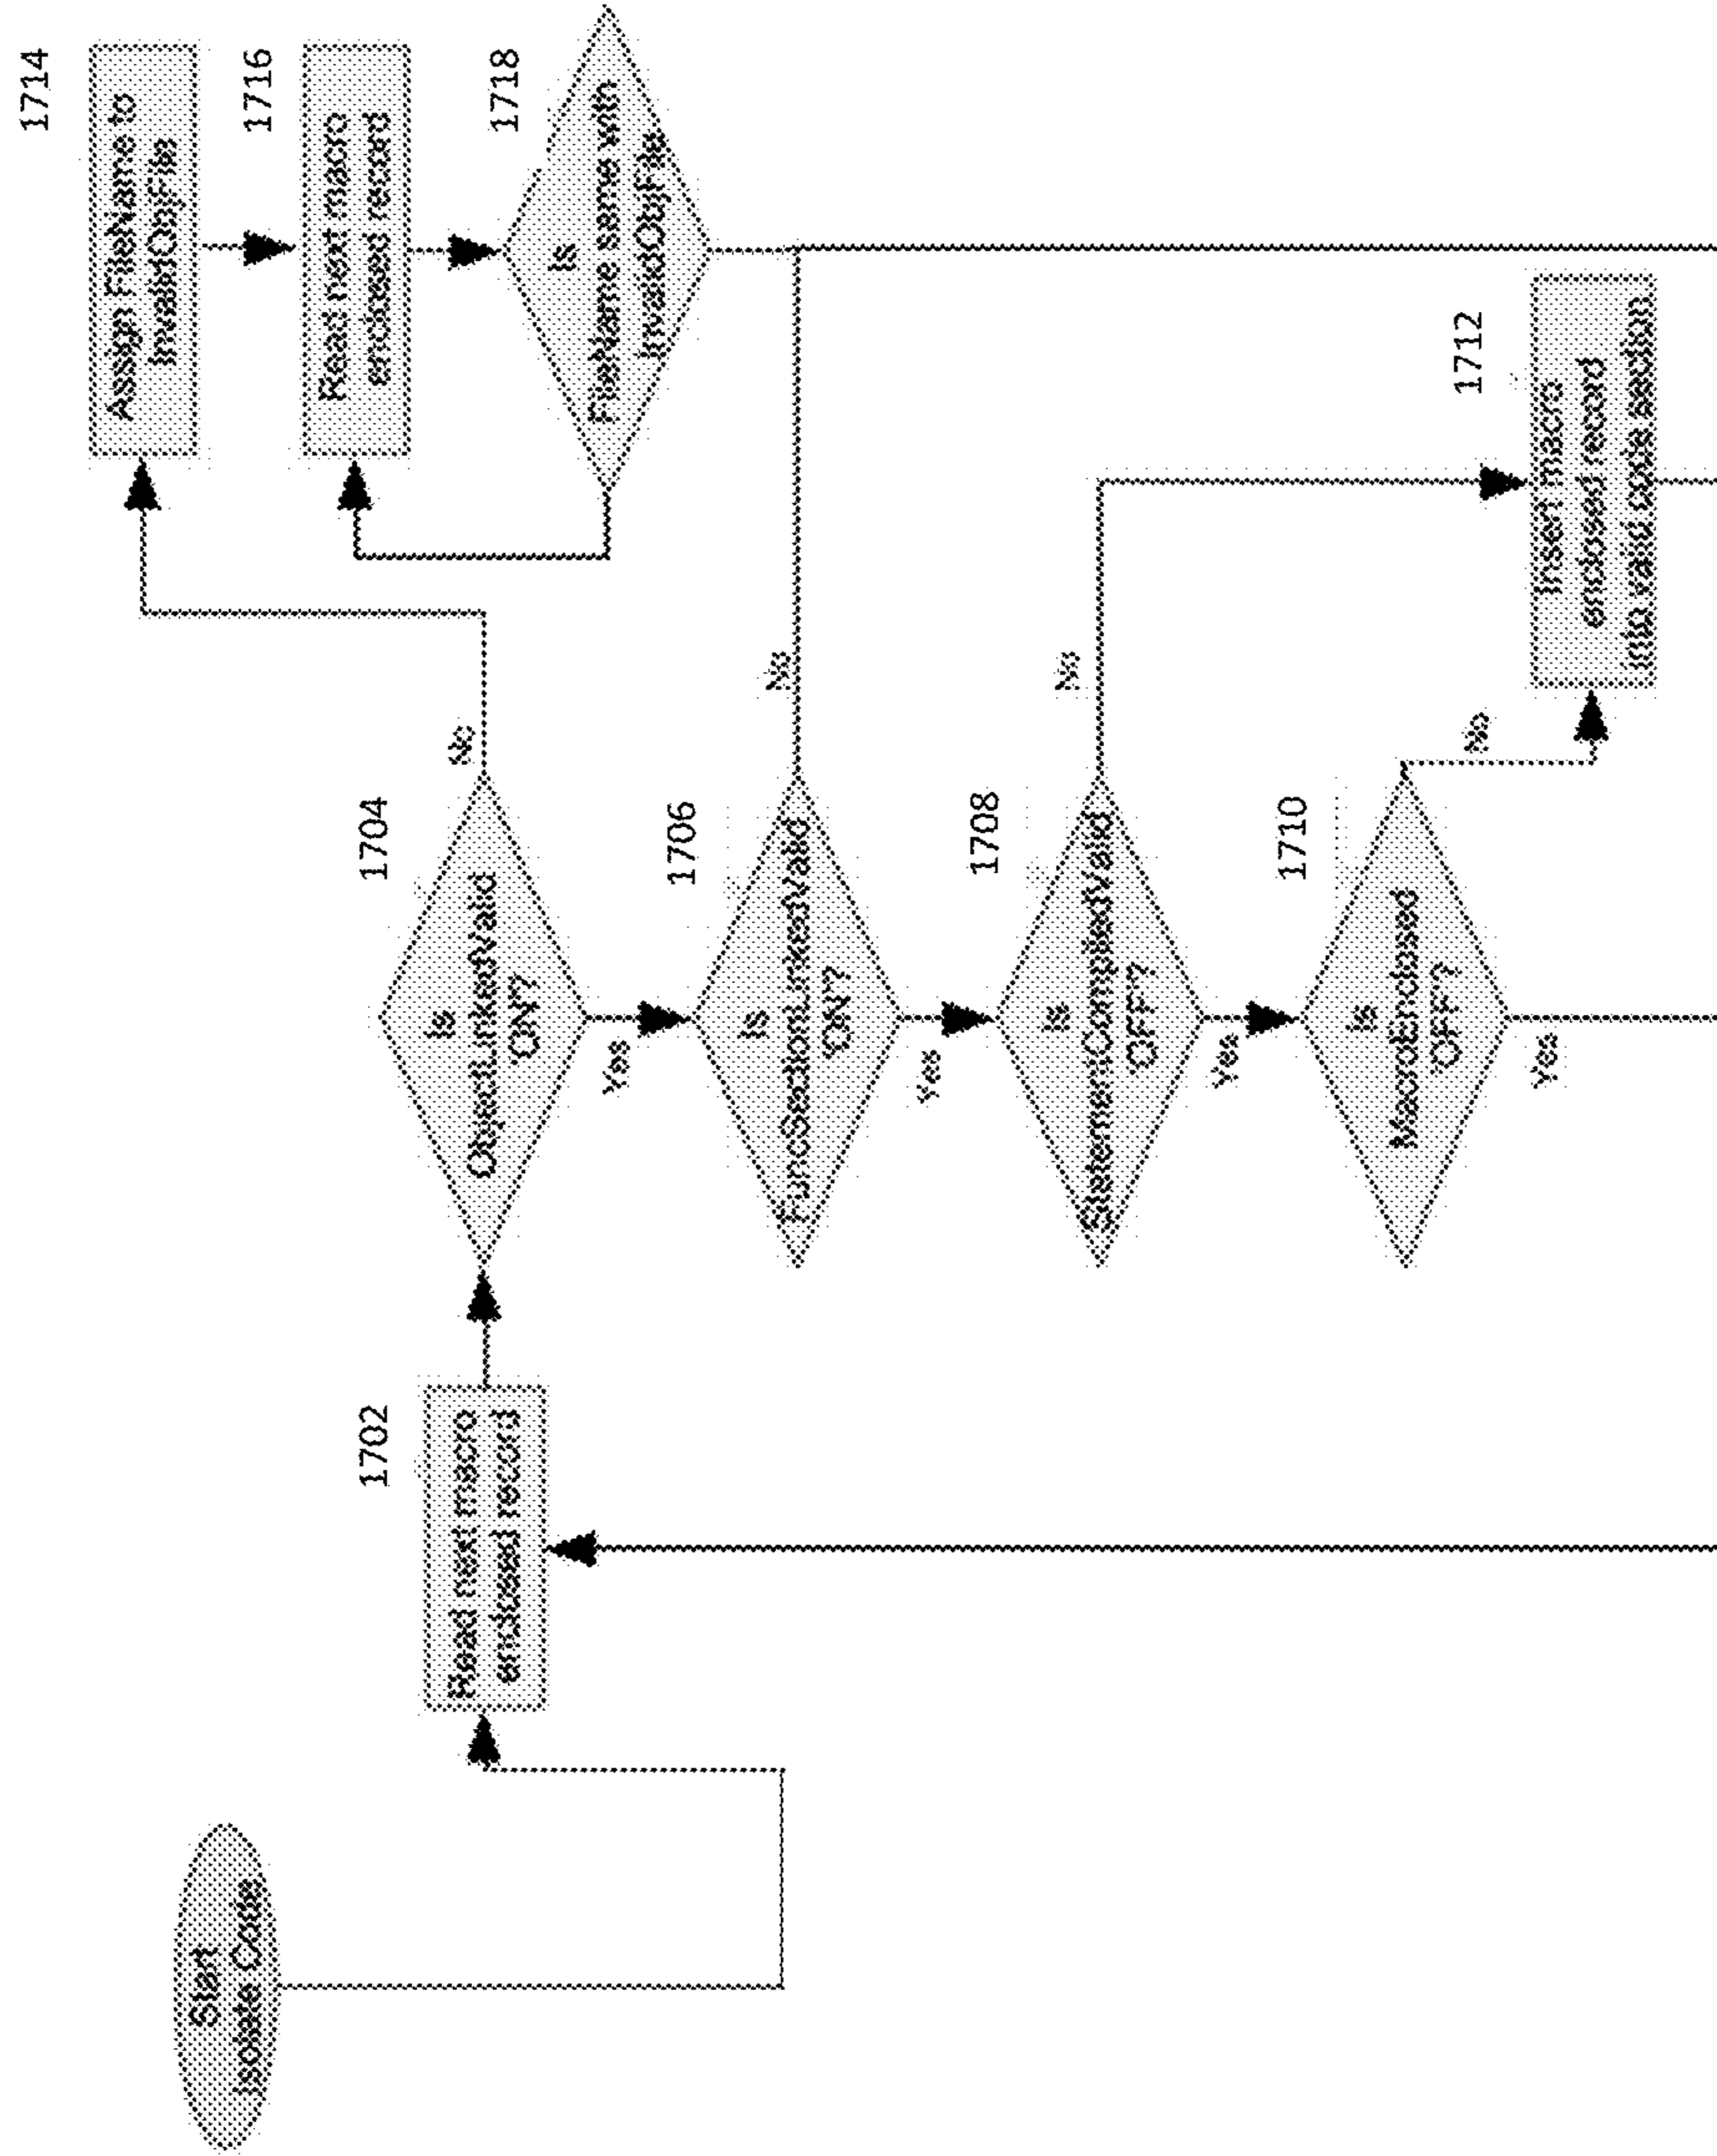 Start
Isolate Code
1702
Read next macro
enclosed record
1704
Is
ObjectLinkedValid
ON?
No
Yes
1706
Is
FuncSectionLinkedValid
ON?
No
Yes
1708
Is
StatementCompiledValid
OFF?
No
Yes
1710
Is
MacroEnclosed
OFF?
No
Yes
1712
Insert macro
enclosed record
into valid code section
1714
Assign FileName to
InvalidObjFile
1716
Read next macro
enclosed record
1718
Is
FileName same with
InvalidObjFile